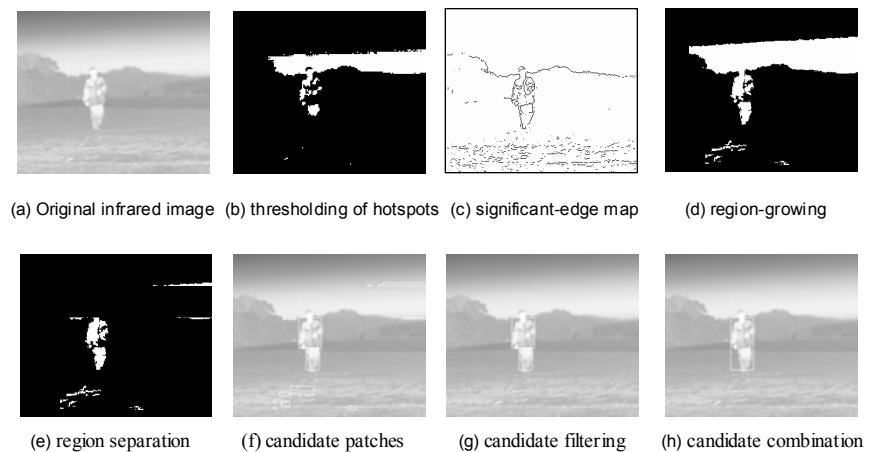 (a) Original infrared image
(b) thresholding of hotspots
(c) significant-edge map
(d) region-growing
(e) region separation
(f) candidate patches
(g) candidate filtering
(h) candidate combination